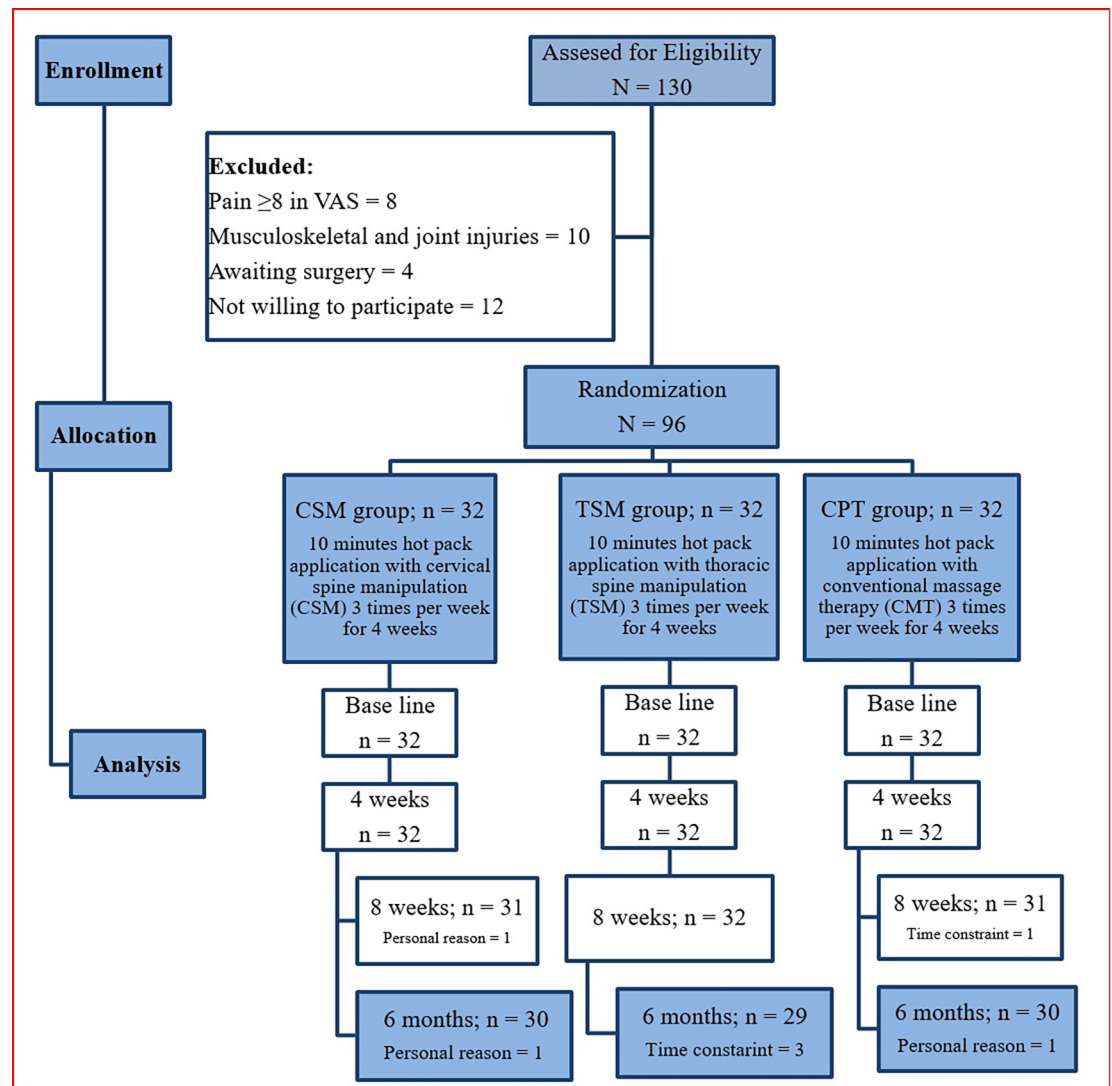 Enrollment
Assesed for Eligibility
N = 130
Excluded:
Pain ≥8 in VAS = 8
Musculoskeletal and joint injuries = 10
Awaiting surgery = 4
Not willing to participate = 12
Randomization
N = 96
Allocation
CSM group; n = 32
10 minutes hot pack
application with cervical
spine manipulation
(CSM) 3 times per week
for 4 weeks
TSM group; n = 32
10 minutes hot pack
application with thoracic
spine manipulation
(TSM) 3 times per week
for 4 weeks
CPT group; n = 32
10 minutes hot pack
application with
conventional massage
therapy (CMT) 3 times
per week for 4 weeks
Base line
n = 32
Base line
n = 32
Base line
n = 32
Analysis
4 weeks
n = 32
4 weeks
n = 32
4 weeks
n = 32
8 weeks; n = 31
Personal reason = 1
8 weeks; n = 32
8 weeks; n = 31
Time constraint = 1
6 months; n = 30
Personal reason = 1
6 months; n = 29
Time constarint = 3
6 months; n = 30
Personal reason = 1